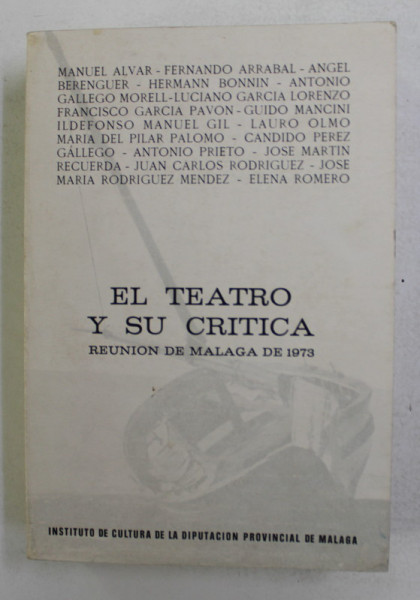 MANUEL ALVAR - FERNANDO ARRABAL - ANGEL
BERENGUER - HERMANN BONNIN - ANTONIO
GALLEGO MORELL-LUCIANO GARCIA LORENZO
FRANCISCO GARCIA PAVON-GUIDO MANCINI
ILDEFONSO MANUEL GIL - LAURO OLMO
MARIA DEL PILAR PALOMO - CANDIDO PEREZ
GÁLLEGO - ANTONIO PRIETO - JOSE MARTIN
RECUERDA - JUAN CARLOS RODRIGUEZ - JOSE
MARIA RODRIGUEZ MENDEZ - ELENA ROMERO
EL TEATRO
Y SU CRITICA
REUNION DE MALAGA DE 1973
INSTITUTO DE CULTURA DE LA DIPUTACION PROVINCIAL DE MALAGA